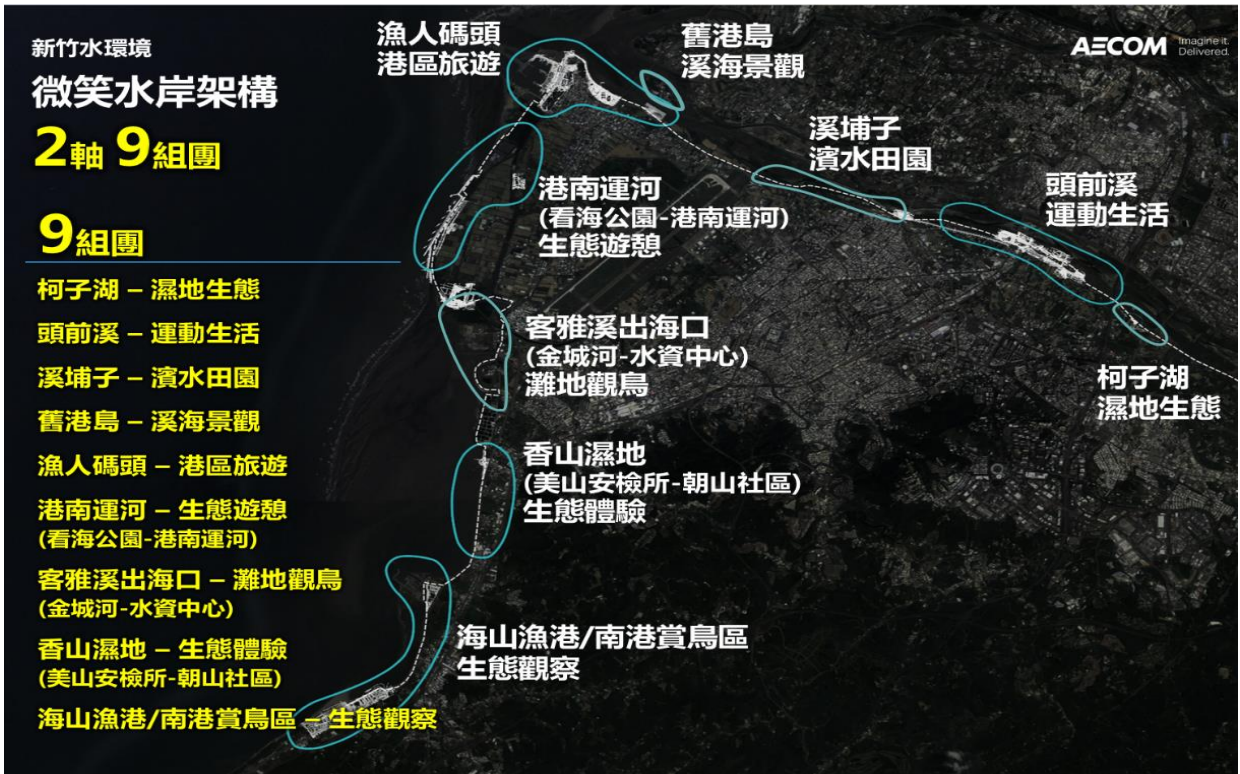 新竹水環境
微笑水岸架構
2軸 9組團
9組團
柯子湖 – 濕地生態
頭前溪 – 運動生活
溪埔子 – 濱水田園
舊港島 – 溪海景觀
漁人碼頭 – 港區旅遊
港南運河 – 生態遊憩
(看海公園-港南運河)
客雅溪出海口 – 灘地觀鳥
(金城河-水資中心)
香山濕地 – 生態體驗
(美山安檢所-朝山社區)
海山漁港/南港賞鳥區 – 生態觀察
漁人碼頭
港區旅遊
舊港島
溪海景觀
AECOM
Imagine it.
Delivered.
溪埔子
濱水田園
頭前溪
運動生活
港南運河
(看海公園-港南運河)
生態遊憩
客雅溪出海口
(金城河-水資中心)
灘地觀鳥
柯子湖
濕地生態
香山濕地
(美山安檢所-朝山社區)
生態體驗
海山漁港/南港賞鳥區
生態觀察